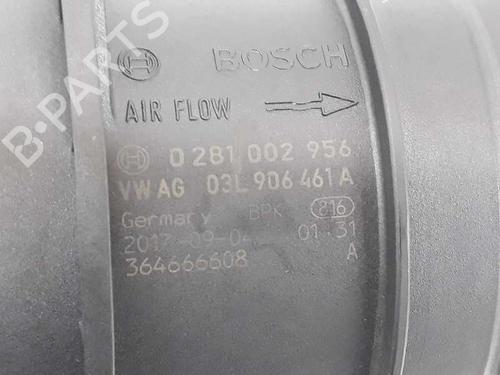 B-PARTS
BOSCH
AIR FLOW
0 281 002 956
VW AG 03L 906 461 A
Germany BPK 216
2017-09-04 01:31
364666608 A